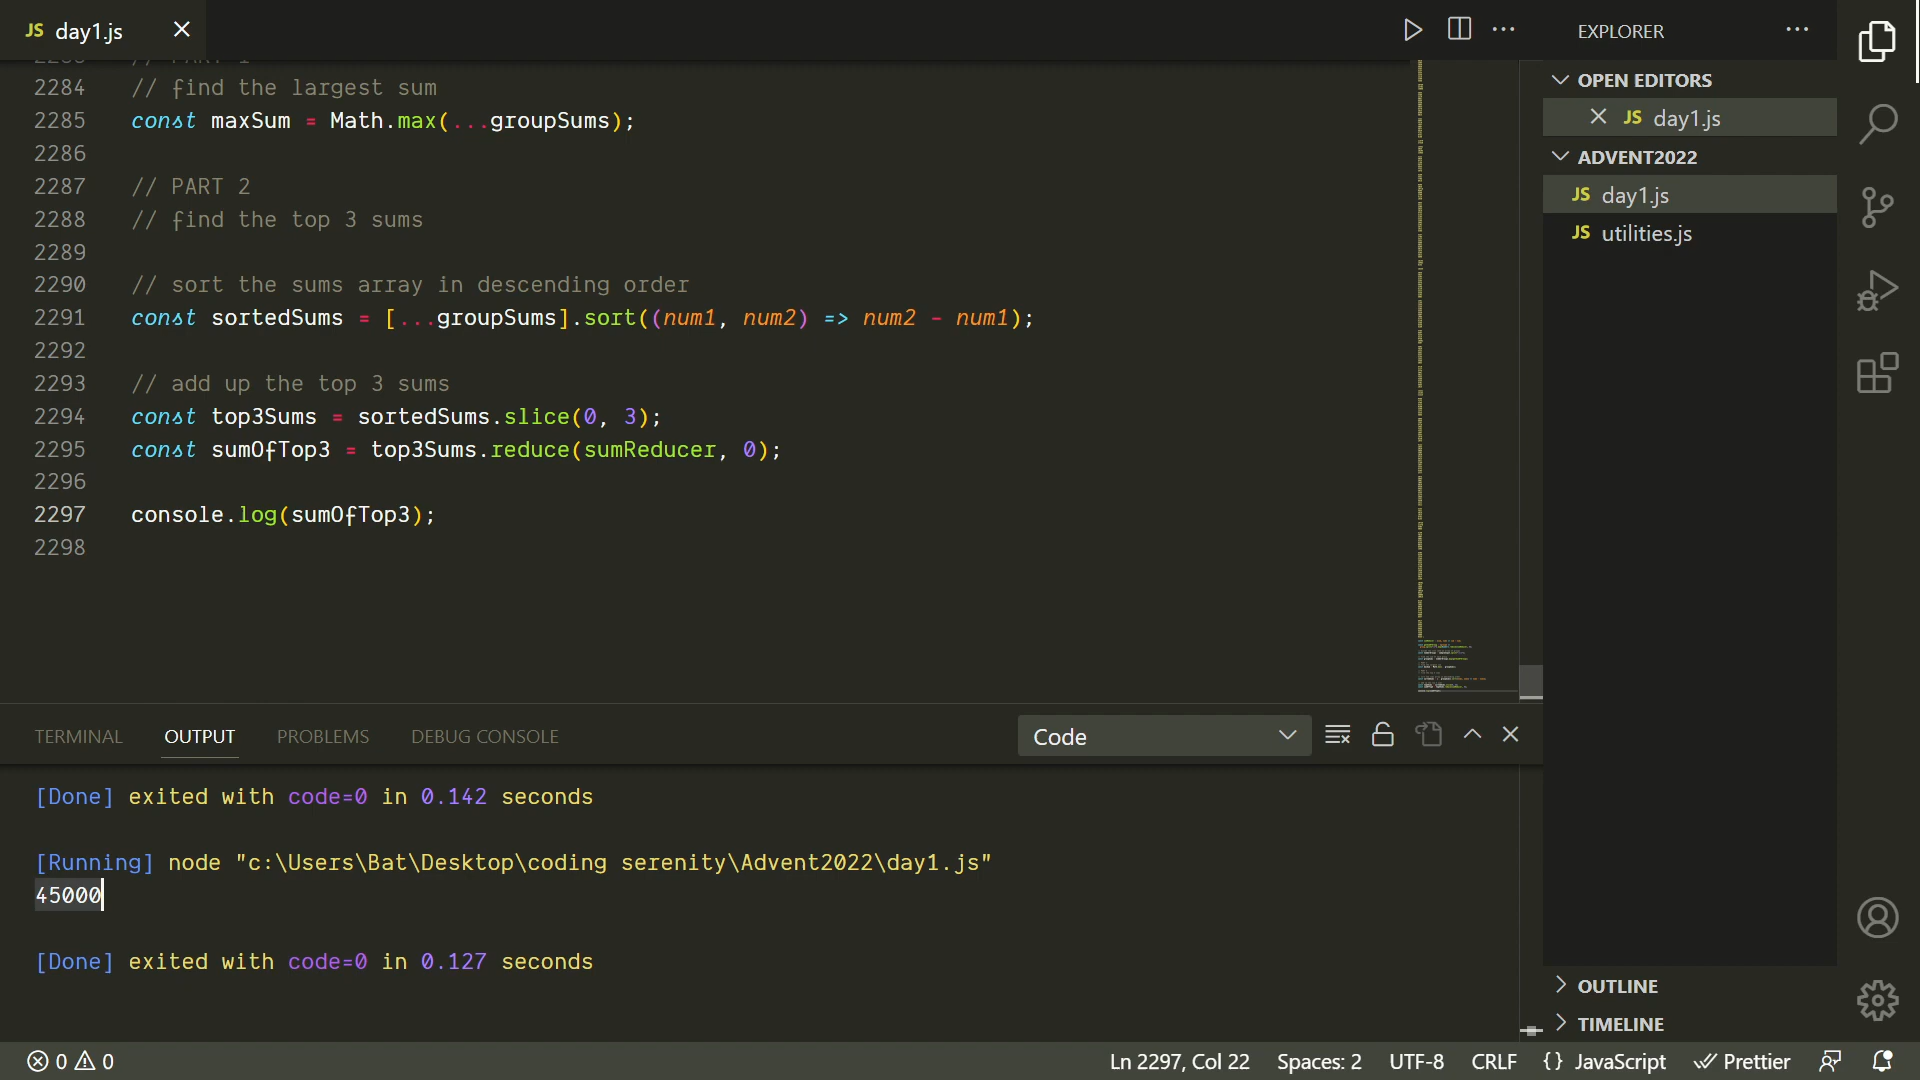 JS day1.js
2284 // find the largest sum
2285 const maxSum = Math.max(...groupSums);
2286
2287 // PART 2
2288 // find the top 3 sums
2289
2290 // sort the sums array in descending order
2291 const sortedSums = [...groupSums].sort((num1, num2) => num2 - num1);
2292
2293 // add up the top 3 sums
2294 const top3Sums = sortedSums.slice(0, 3);
2295 const sumOfTop3 = top3Sums.reduce(sumReducer, 0);
2296
2297 console.log(sumOfTop3);
2298
EXPLORER
OPEN EDITORS
JS day1.js
ADVENT2022
JS day1.js
JS utilities.js
OUTLINE
TIMELINE
TERMINAL OUTPUT PROBLEMS DEBUG CONSOLE Code
[Done] exited with code=0 in 0.142 seconds
[Running] node "c:\Users\Bat\Desktop\coding serenity\Advent2022\day1.js"
45000
[Done] exited with code=0 in 0.127 seconds
0 0 Ln 2297, Col 22 Spaces: 2 UTF-8 CRLF {} JavaScript Prettier